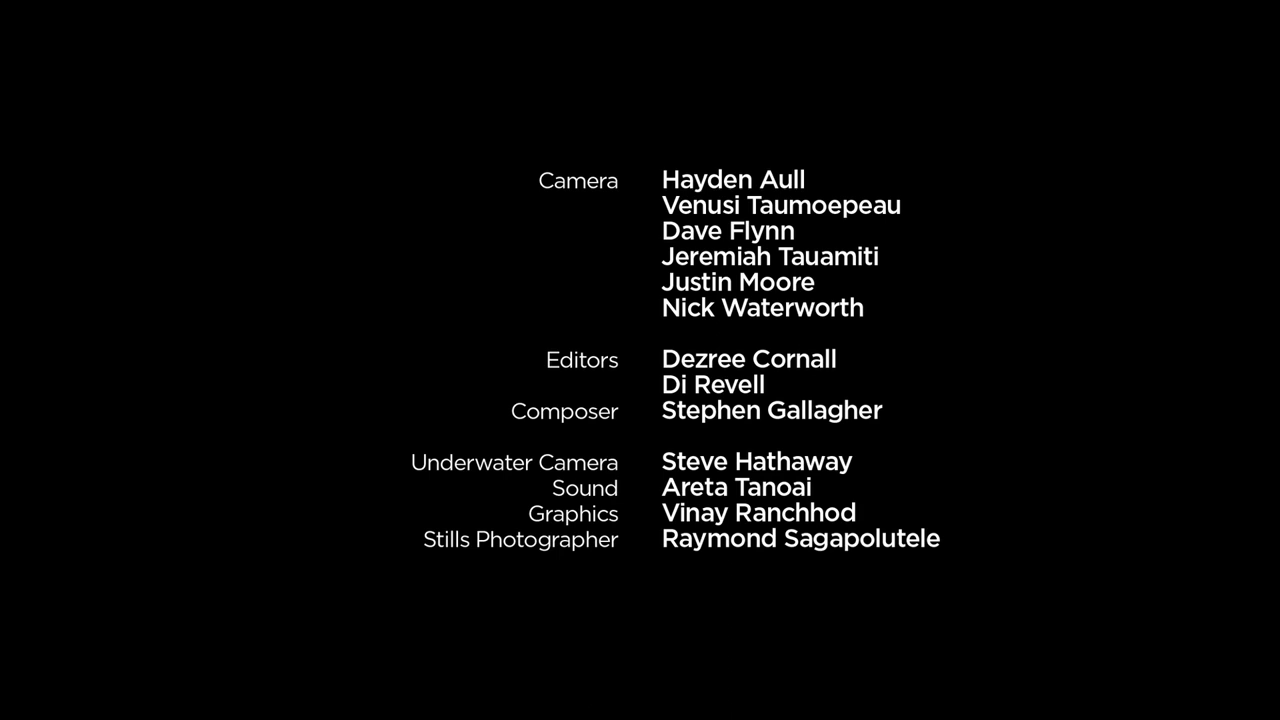 Camera Hayden Aull
Venusi Taumoepeau
Dave Flynn
Jeremiah Tauamiti
Justin Moore
Nick Waterworth
Editors Dezree Cornall
Di Revell
Composer Stephen Gallagher
Underwater Camera Steve Hathaway
Sound Areta Tanoai
Graphics Vinay Ranchhod
Stills Photographer Raymond Sagapolutele